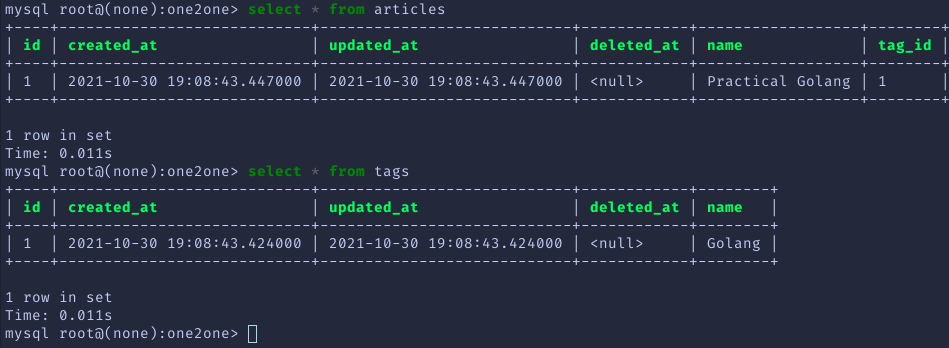 mysql root@(none):one2one> select * from articles
+----+----------------------------+----------------------------+------------+------------------+--------+
| id | created_at                 | updated_at                 | deleted_at | name             | tag_id |
+----+----------------------------+----------------------------+------------+------------------+--------+
| 1  | 2021-10-30 19:08:43.447000 | 2021-10-30 19:08:43.447000 | <null>     | Practical Golang | 1      |
+----+----------------------------+----------------------------+------------+------------------+--------+

1 row in set
Time: 0.011s
mysql root@(none):one2one> select * from tags
+----+----------------------------+----------------------------+------------+--------+
| id | created_at                 | updated_at                 | deleted_at | name   |
+----+----------------------------+----------------------------+------------+--------+
| 1  | 2021-10-30 19:08:43.424000 | 2021-10-30 19:08:43.424000 | <null>     | Golang |
+----+----------------------------+----------------------------+------------+--------+

1 row in set
Time: 0.011s
mysql root@(none):one2one>